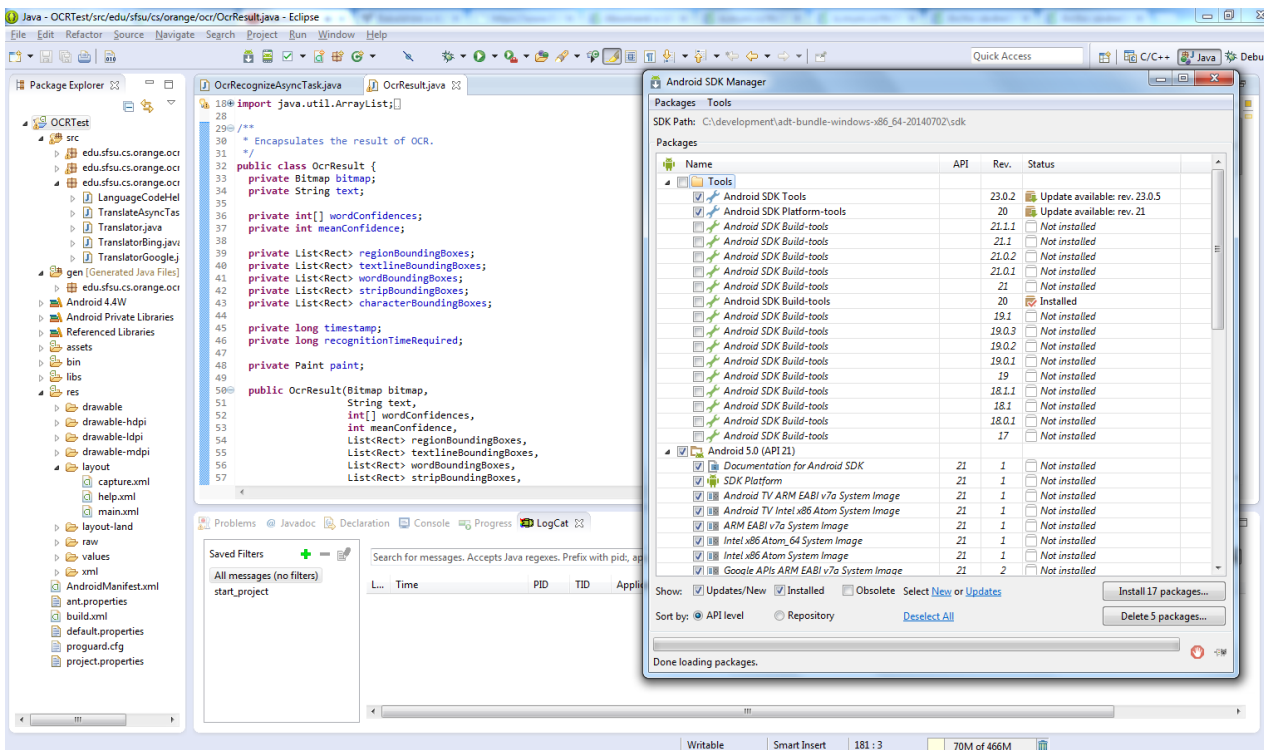 Java - OCRTest/src/edu/sfsu/cs/orange/ocr/OcrResult.java - Eclipse
File Edit Refactor Source Navigate Search Project Run Window Help
Quick Access
C/C++
Java
Debu
Package Explorer
OCRTest
src
edu.sfsu.cs.orange.ocr
edu.sfsu.cs.orange.ocr
edu.sfsu.cs.orange.ocr
LanguageCodeHel
TranslateAsyncTas
Translator.java
TranslatorBing.java
TranslatorGoogle.j
gen [Generated Java Files]
edu.sfsu.cs.orange.ocr
Android 4.4W
Android Private Libraries
Referenced Libraries
assets
bin
libs
res
drawable
drawable-hdpi
drawable-ldpi
drawable-mdpi
layout
capture.xml
help.xml
main.xml
layout-land
raw
values
xml
AndroidManifest.xml
ant.properties
build.xml
default.properties
proguard.cfg
project.properties
OcrRecognizeAsyncTask.java
OcrResult.java
18 import java.util.ArrayList;
28
29 /**
30 * Encapsulates the result of OCR.
31 */
32 public class OcrResult {
33 private Bitmap bitmap;
34 private String text;
35
36 private int[] wordConfidences;
37 private int meanConfidence;
38
39 private List<Rect> regionBoundingBoxes;
40 private List<Rect> textlineBoundingBoxes;
41 private List<Rect> wordBoundingBoxes;
42 private List<Rect> stripBoundingBoxes;
43 private List<Rect> characterBoundingBoxes;
44
45 private long timestamp;
46 private long recognitionTimeRequired;
47
48 private Paint paint;
49
50 public OcrResult(Bitmap bitmap,
51 String text,
52 int[] wordConfidences,
53 int meanConfidence,
54 List<Rect> regionBoundingBoxes,
55 List<Rect> textlineBoundingBoxes,
56 List<Rect> wordBoundingBoxes,
57 List<Rect> stripBoundingBoxes,
Problems @ Javadoc Declaration Console Progress LogCat
Saved Filters
All messages (no filters)
start_project
Search for messages. Accepts Java regexes. Prefix with pid:, ap
L... Time PID TID Applic
Android SDK Manager
Packages Tools
SDK Path: C:\development\adt-bundle-windows-x86_64-20140702\sdk
Packages
Name API Rev. Status
Tools
Android SDK Tools 23.0.2 Update available: rev. 23.0.5
Android SDK Platform-tools 20 Update available: rev. 21
Android SDK Build-tools 21.1.1 Not installed
Android SDK Build-tools 21.1 Not installed
Android SDK Build-tools 21.0.2 Not installed
Android SDK Build-tools 21.0.1 Not installed
Android SDK Build-tools 21 Not installed
Android SDK Build-tools 20 Installed
Android SDK Build-tools 19.1 Not installed
Android SDK Build-tools 19.0.3 Not installed
Android SDK Build-tools 19.0.2 Not installed
Android SDK Build-tools 19.0.1 Not installed
Android SDK Build-tools 19 Not installed
Android SDK Build-tools 18.1.1 Not installed
Android SDK Build-tools 18.1 Not installed
Android SDK Build-tools 18.0.1 Not installed
Android SDK Build-tools 17 Not installed
Android 5.0 (API 21)
Documentation for Android SDK 21 1 Not installed
SDK Platform 21 1 Not installed
Android TV ARM EABI v7a System Image 21 1 Not installed
Android TV Intel x86 Atom System Image 21 1 Not installed
ARM EABI v7a System Image 21 1 Not installed
Intel x86 Atom_64 System Image 21 1 Not installed
Intel x86 Atom System Image 21 1 Not installed
Google APIs ARM EABI v7a System Image 21 2 Not installed
Show: Updates/New Installed Obsolete Select New or Updates
Install 17 packages...
Sort by: API level Repository Deselect All
Delete 5 packages...
Done loading packages.
Writable Smart Insert 181 : 3 70M of 466M